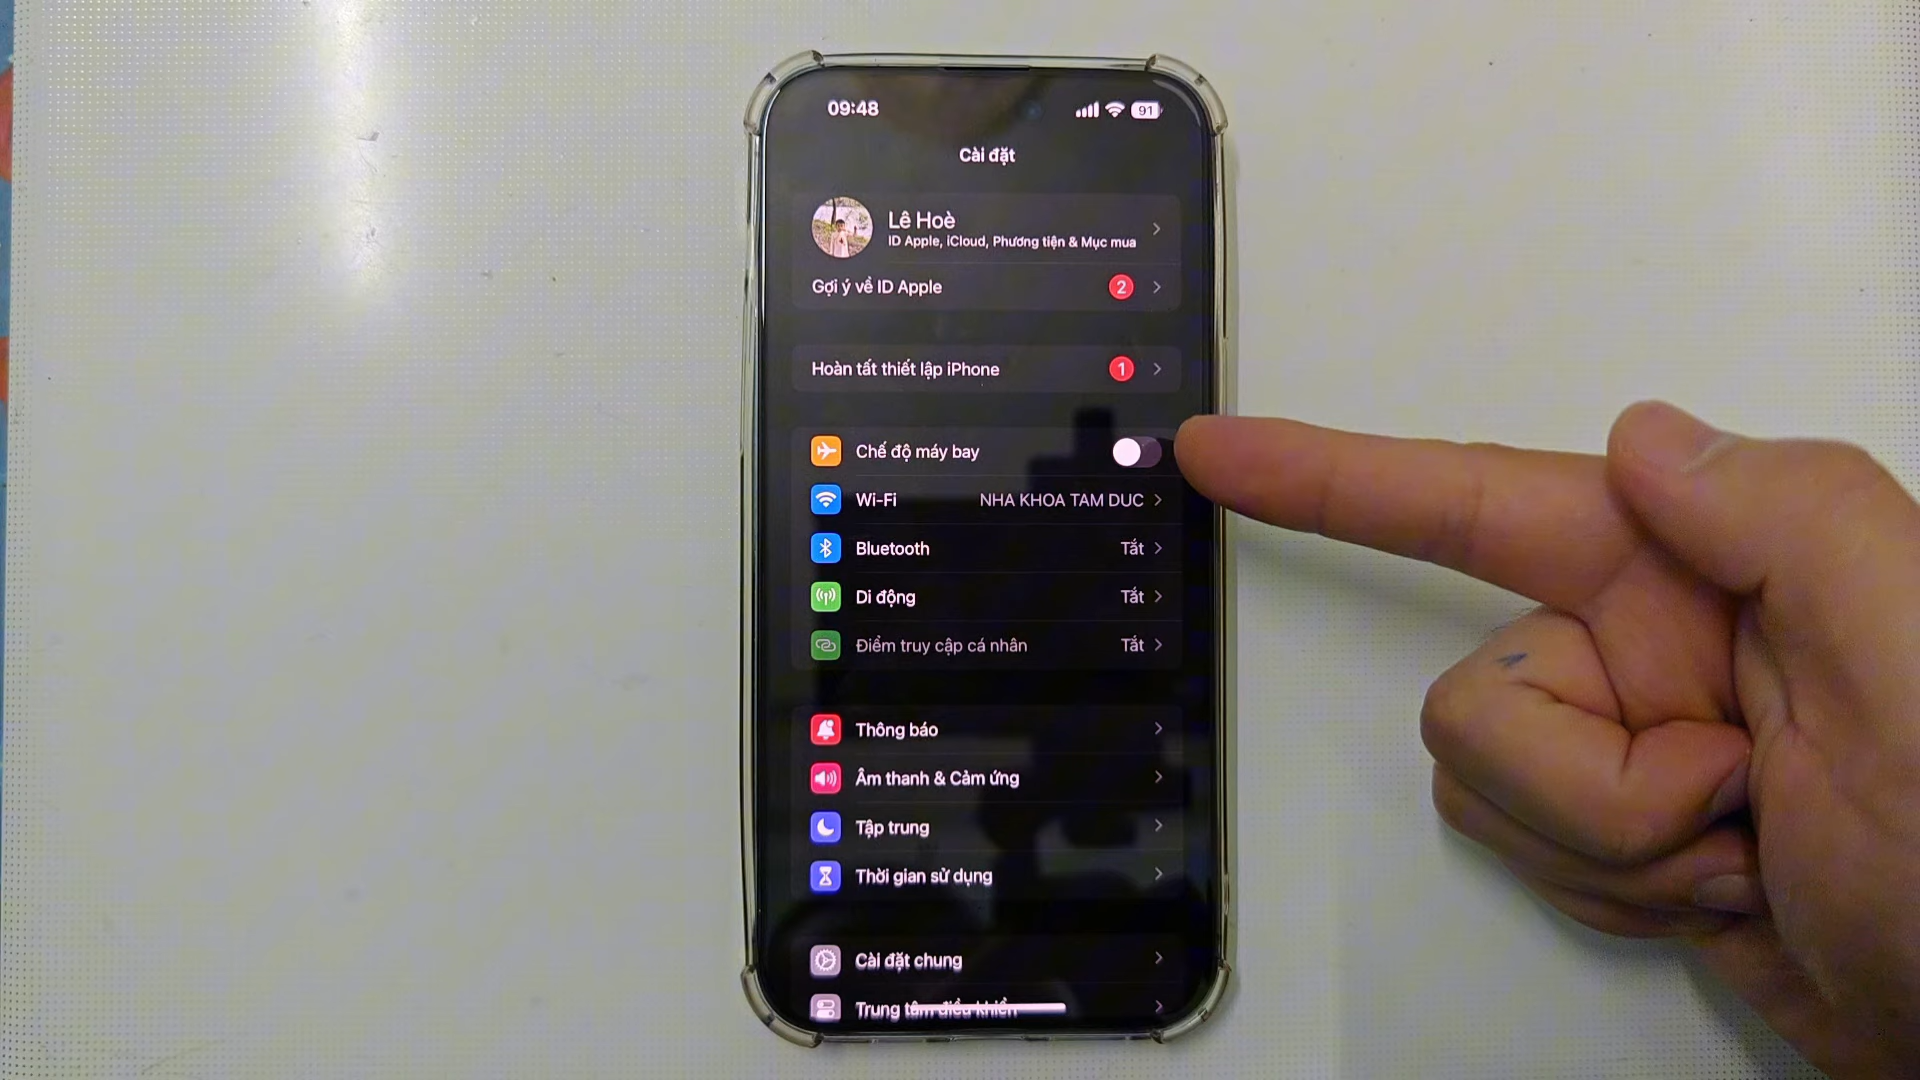 09:48
91
Cài đặt
Lê Hoè
ID Apple, iCloud, Phương tiện & Mục mua
Gợi ý về ID Apple
2
Hoàn tất thiết lập iPhone
1
Chế độ máy bay
Wi-Fi
NHA KHOA TAM DUC
Bluetooth
Tắt
Di động
Tắt
Điểm truy cập cá nhân
Tắt
Thông báo
Âm thanh & Cảm ứng
Tập trung
Thời gian sử dụng
Cài đặt chung
Trung tâm điều khiển